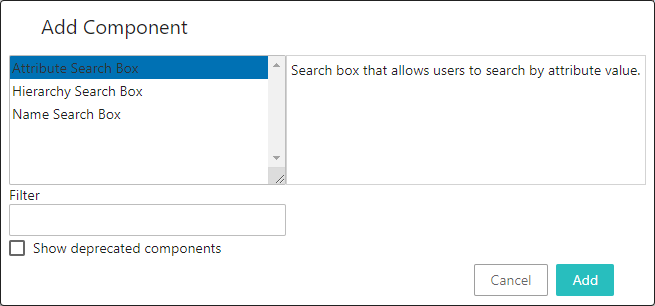 Add Component
Attribute Search Box
Hierarchy Search Box
Name Search Box
Search box that allows users to search by attribute value.
Filter
Show deprecated components
Cancel
Add